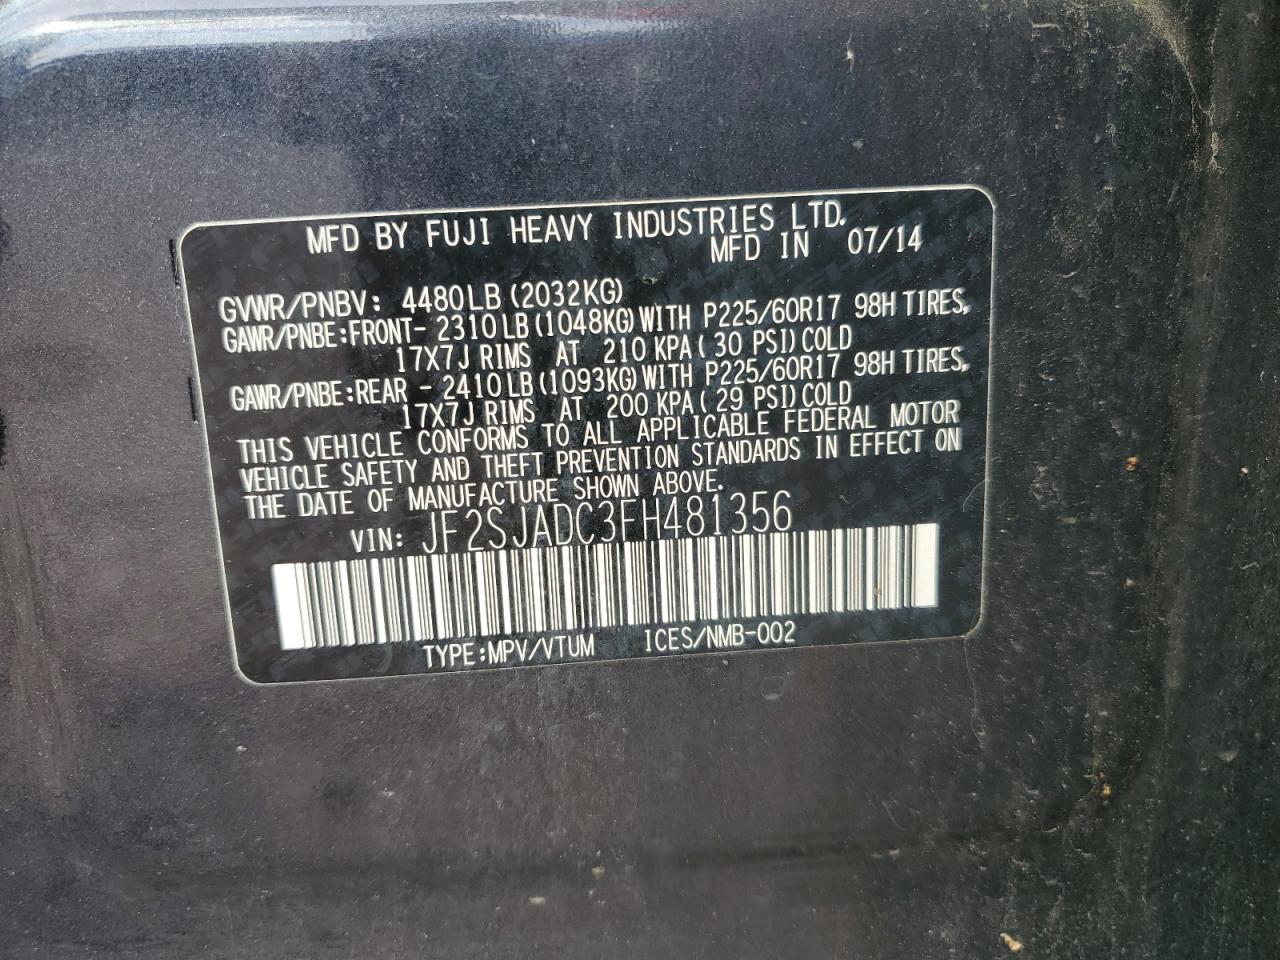 MFD BY FUJI HEAVY INDUSTRIES LTD.
MFD IN 07/14
GVWR/PNBV: 4480LB(2032KG)
GAWR/PNBE:FRONT- 2310LB(1048KG)WITH P225/60R17 98H TIRES,
17X7J RIMS AT 210 KPA( 30 PSI)COLD
GAWR/PNBE:REAR - 2410LB(1093KG)WITH P225/60R17 98H TIRES,
17X7J RIMS AT 200 KPA( 29 PSI)COLD
THIS VEHICLE CONFORMS TO ALL APPLICABLE FEDERAL MOTOR
VEHICLE SAFETY AND THEFT PREVENTION STANDARDS IN EFFECT ON
THE DATE OF MANUFACTURE SHOWN ABOVE.
VIN: JF2SJADC3FH481356
TYPE:MPV/VTUM ICES/NMB-002